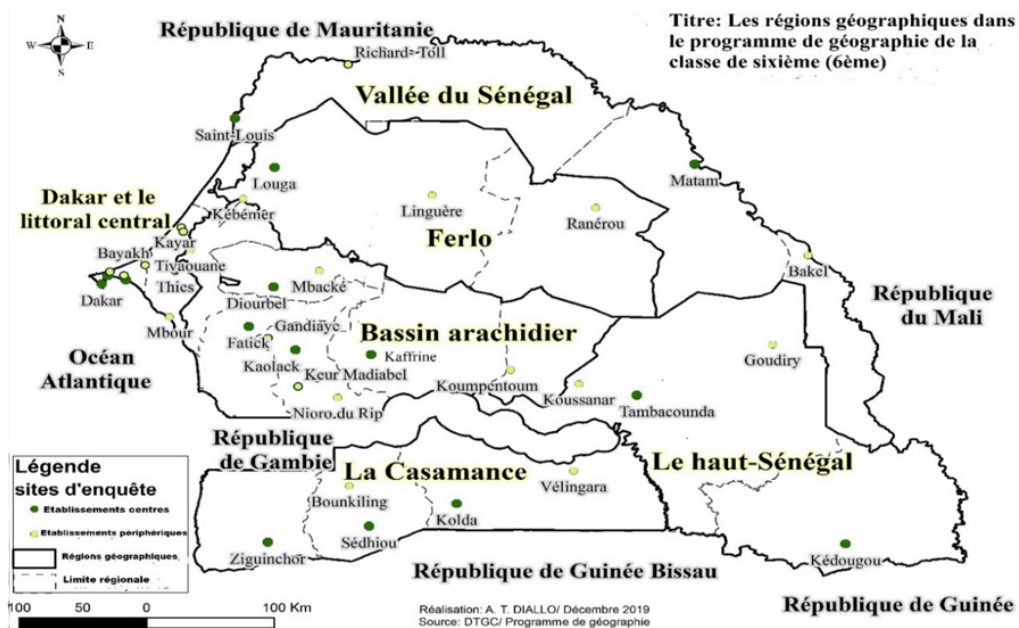 Titre: Les régions géographiques dans
le programme de géographie de la
classe de sixième (6ème)
N
W
E
S
République de Mauritanie
Richard-Toll
Vallée du Sénégal
Saint-Louis
Louga
Matam
Dakar et le
littoral central
Kébémer
Linguère
Ranérou
Ferlo
Kayar
Bayakh
Tivaouane
Thies
Dakar
Mbacké
Diourbel
Bakel
République
du Mali
Mbour
Gandiaye
Fatick
Bassin arachidier
Océan
Atlantique
Kaolack
Kaffrine
Keur Madiabel
Goudiry
Koumpentoum
Koussanar
Nioro du Rip
Tambacounda
République
de Gambie
La Casamance
Le haut-Sénégal
Vélingara
Bounkiling
Kolda
Sédhiou
Ziguinchor
Kédougou
République de Guinée Bissau
République de Guinée
Légende
sites d'enquête
Etablissements centres
Etablissements périphériques
Régions géographiques
Limite régionale
100 50 0 100 Km
Réalisation: A. T. DIALLO/ Décembre 2019
Source: DTGC/ Programme de géographie